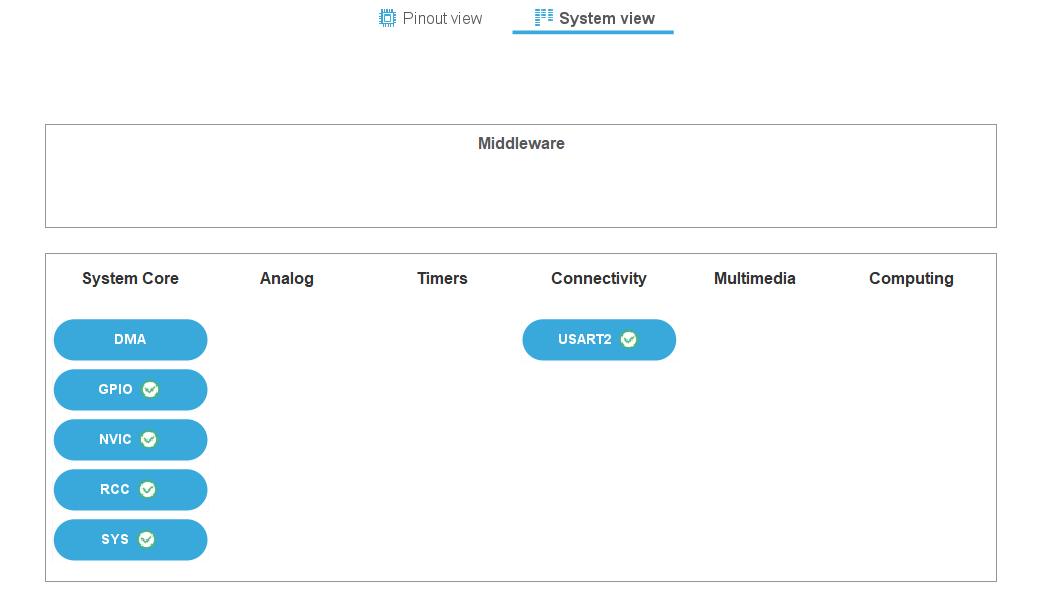 Pinout view System view
Middleware
System Core Analog Timers Connectivity Multimedia Computing
DMA USART2
GPIO
NVIC
RCC
SYS